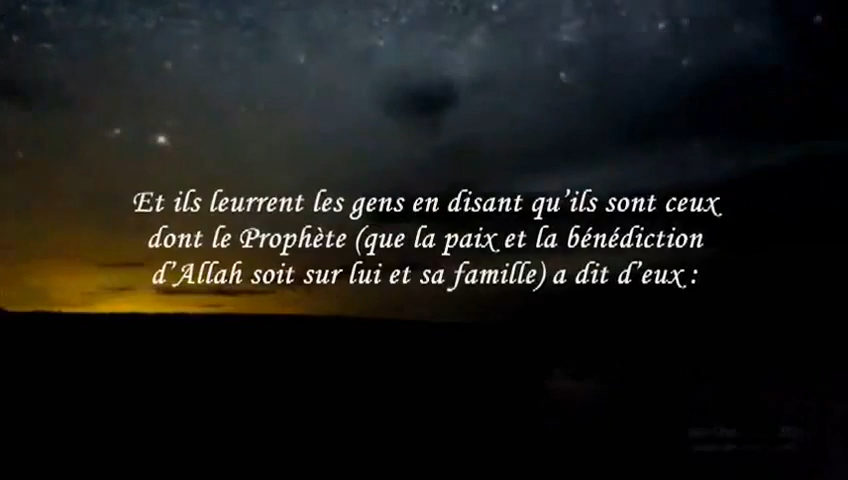 Et ils leurrent les gens en disant qu’ils sont ceux
dont le Prophète (que la paix et la bénédiction
d’Allah soit sur lui et sa famille) a dit d’eux :